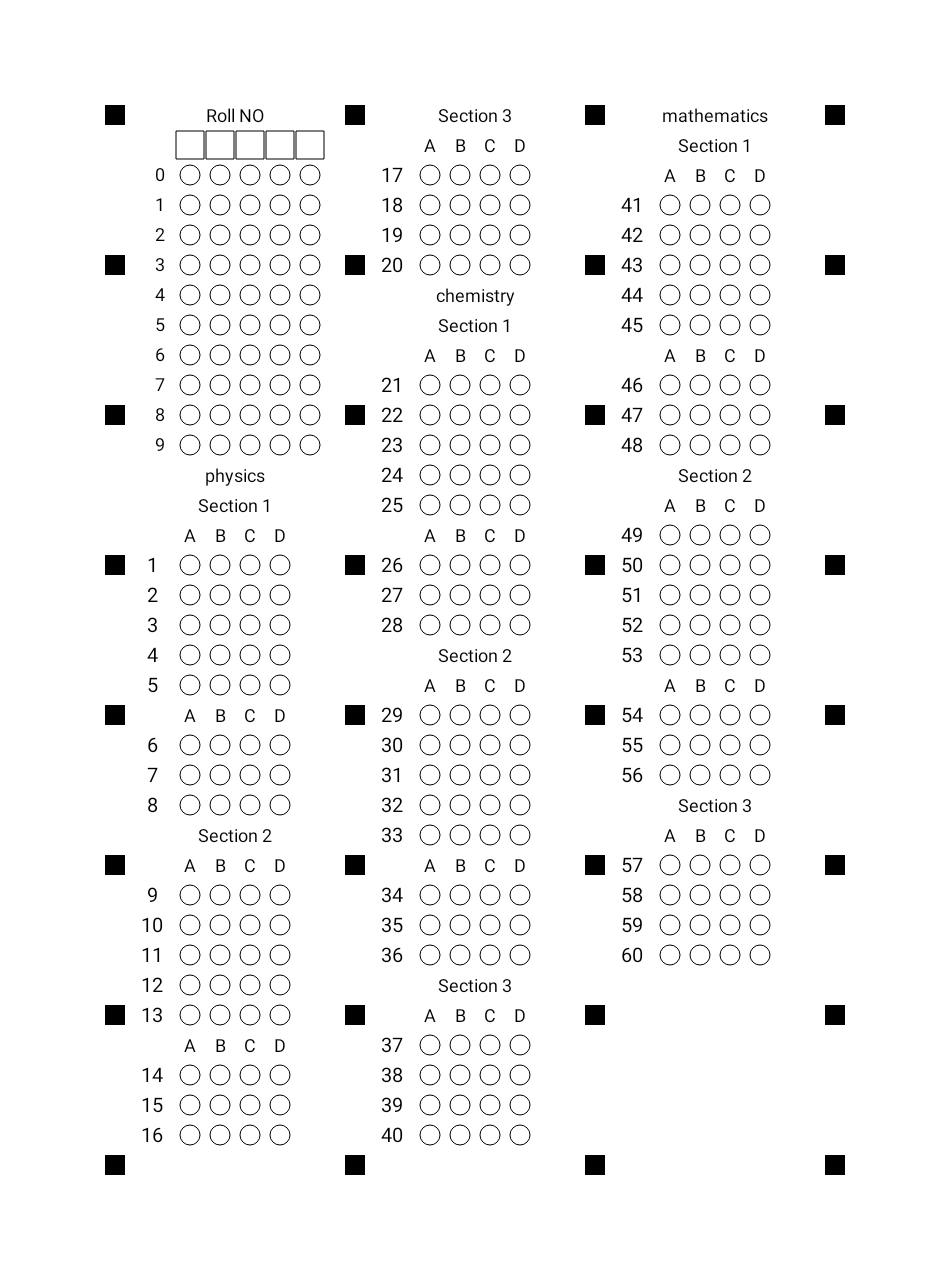 Roll NO
0
1
2
3
4
5
6
7
8
9
physics
Section 1
A B C D
1
2
3
4
5
A B C D
6
7
8
Section 2
A B C D
9
10
11
12
13
A B C D
14
15
16
Section 3
A B C D
17
18
19
20
chemistry
Section 1
A B C D
21
22
23
24
25
A B C D
26
27
28
Section 2
A B C D
29
30
31
32
33
A B C D
34
35
36
Section 3
A B C D
37
38
39
40
mathematics
Section 1
A B C D
41
42
43
44
45
A B C D
46
47
48
Section 2
A B C D
49
50
51
52
53
A B C D
54
55
56
Section 3
A B C D
57
58
59
60